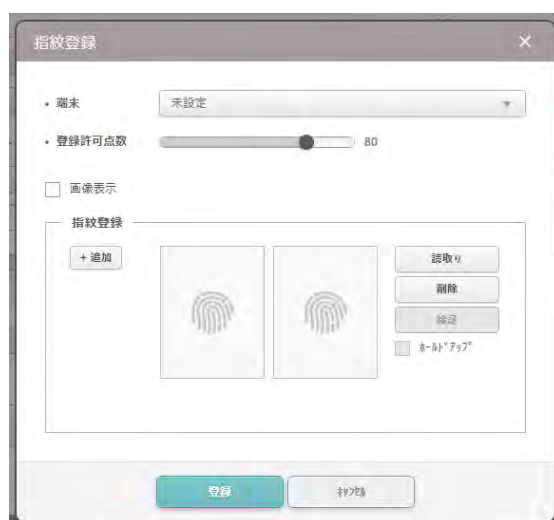 指紋登録
• 端末 未設定
• 登録許可点数 80
画像表示
指紋登録
+ 追加
読取り
削除
検証
ﾎｰﾙﾄﾞｱｯﾌﾟ
登録
ｷｬﾝｾﾙ